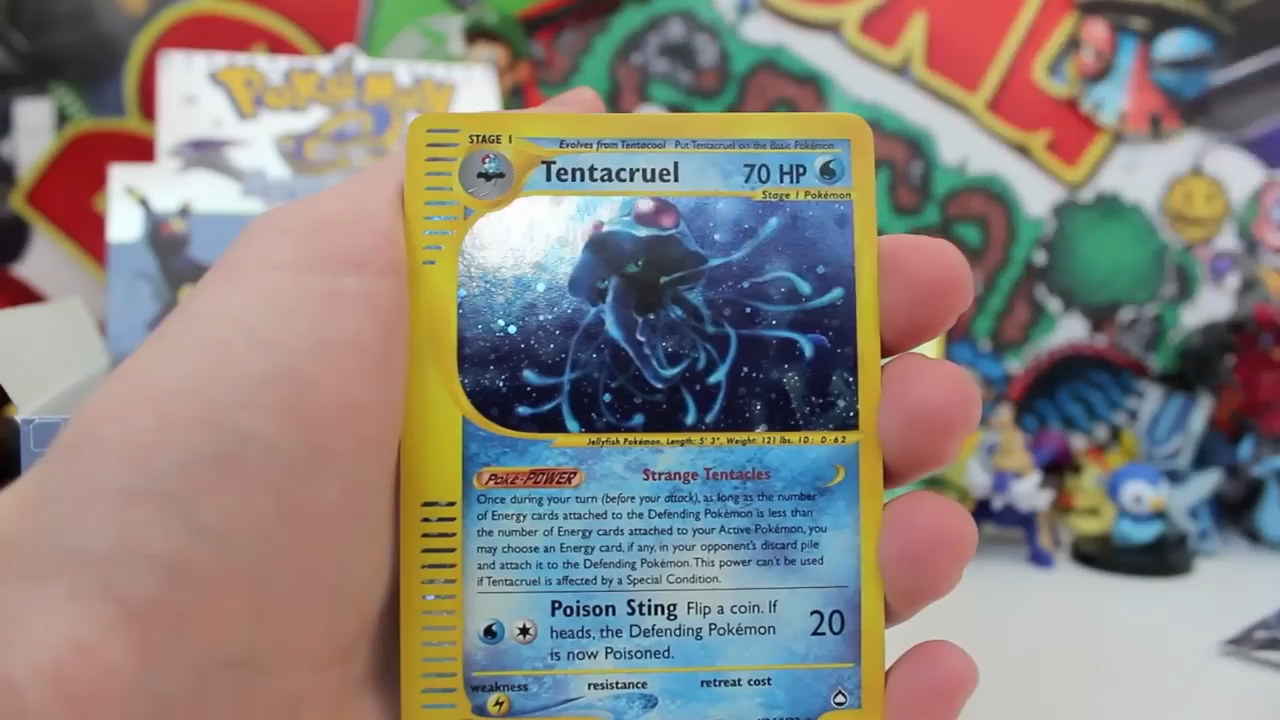 Pokémon
STAGE 1
Evolves from Tentacool Put Tentacruel on the Basic Pokémon
Tentacruel 70 HP
Stage 1 Pokémon
Jellyfish Pokémon. Length: 5' 3", Weight: 121 lbs. ID: D-62
Poké-POWER Strange Tentacles
Once during your turn (before your attack), as long as the number
of Energy cards attached to the Defending Pokémon is less than
the number of Energy cards attached to your Active Pokémon, you
may choose an Energy card, if any, in your opponent's discard pile
and attach it to the Defending Pokémon. This power can't be used
if Tentacruel is affected by a Special Condition.
Poison Sting Flip a coin. If
heads, the Defending Pokémon
is now Poisoned.
20
weakness resistance retreat cost